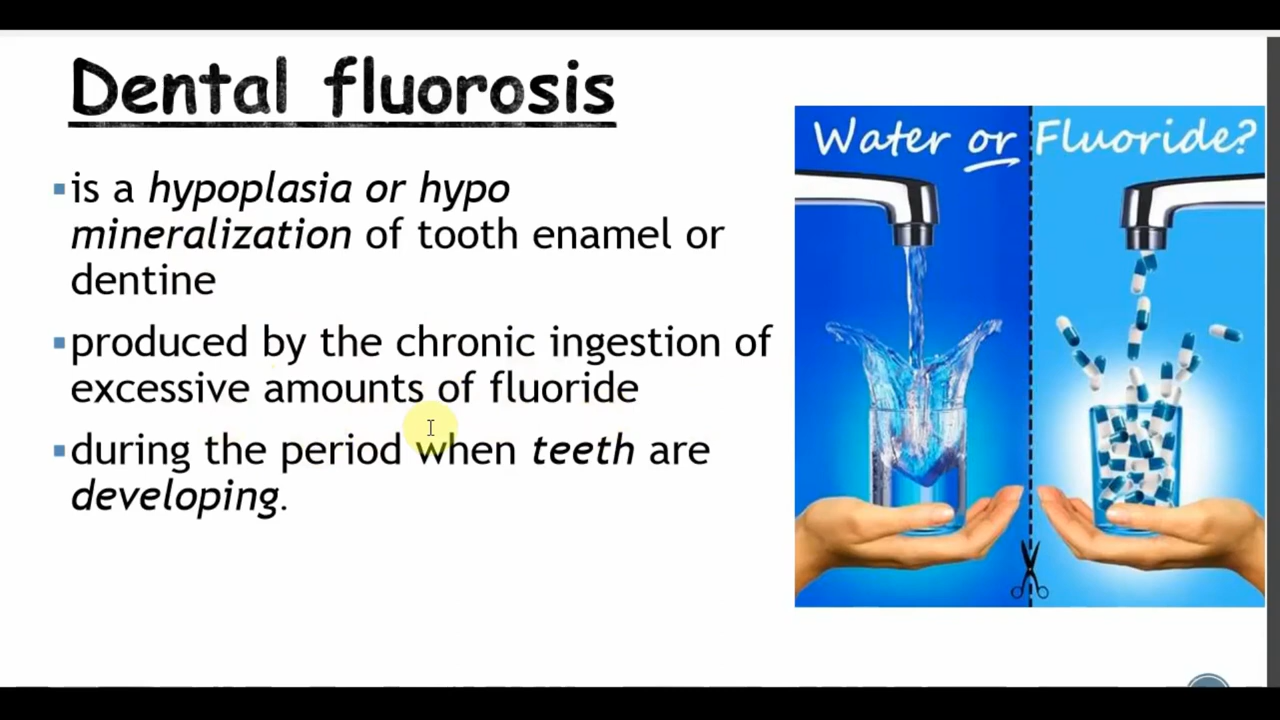 Dental fluorosis
▪is a hypoplasia or hypo
mineralization of tooth enamel or
dentine
▪produced by the chronic ingestion of
excessive amounts of fluoride
▪during the period when teeth are
developing.
Water or Fluoride?